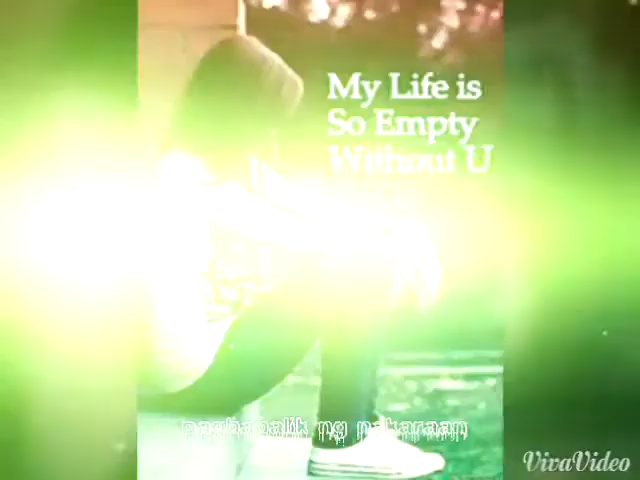 My Life is
So Empty
Without U
pagbabalik ng nakaraan
VivaVideo